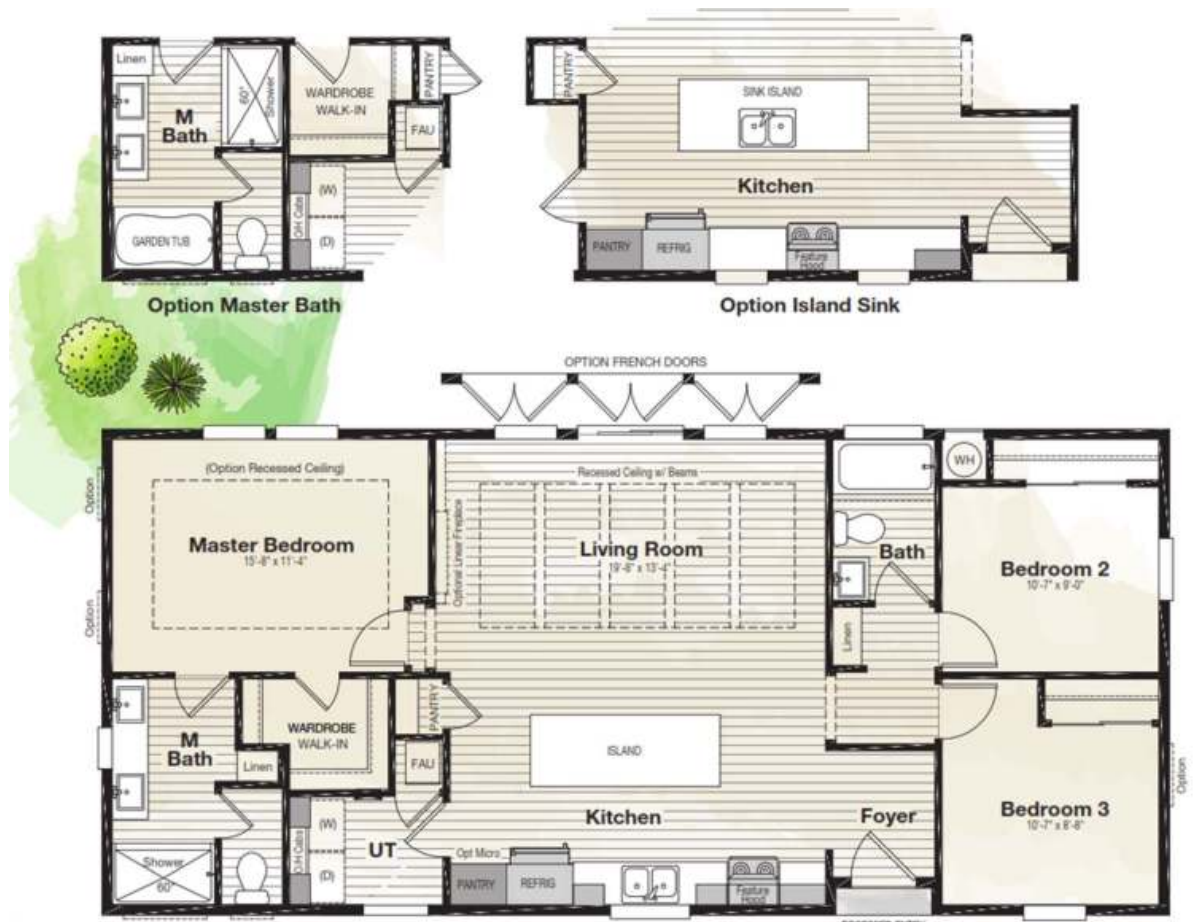 Linen
60"
Shower
M
Bath
GARDEN TUB
WARDROBE
WALK-IN
PANTRY
FAU
O/H Cabs
(W)
(D)
Option Master Bath
PANTRY
SINK ISLAND
Kitchen
PANTRY
REFRIG
Feature
Hood
Option Island Sink
OPTION FRENCH DOORS
Option
Option
(Option Recessed Ceiling)
Master Bedroom
15'-8" x 11'-4"
Optional Linear Fireplace
Recessed Ceiling w/ Beams
Living Room
19'-8" x 13'-4"
Bath
Linen
WH
Bedroom 2
10'-7" x 9'-0"
M
Bath
Linen
Shower
60"
WARDROBE
WALK-IN
PANTRY
FAU
O/H Cabs
(W)
(D)
UT
ISLAND
Kitchen
Opt Micro
PANTRY
REFRIG
Feature
Hood
Foyer
Bedroom 3
10'-7" x 8'-8"
Option